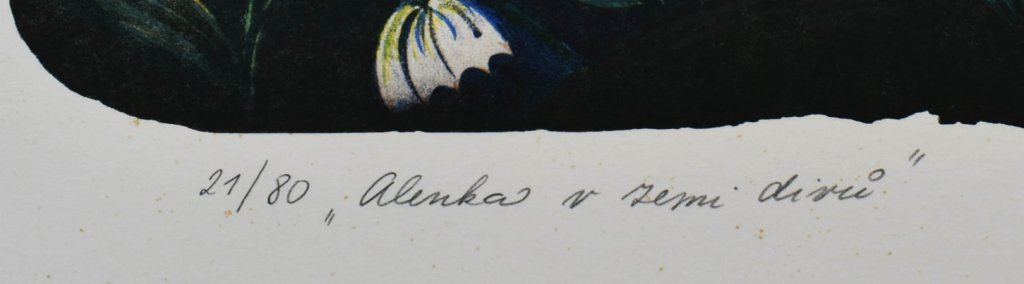 21/80 „Alenka v zemi divů"